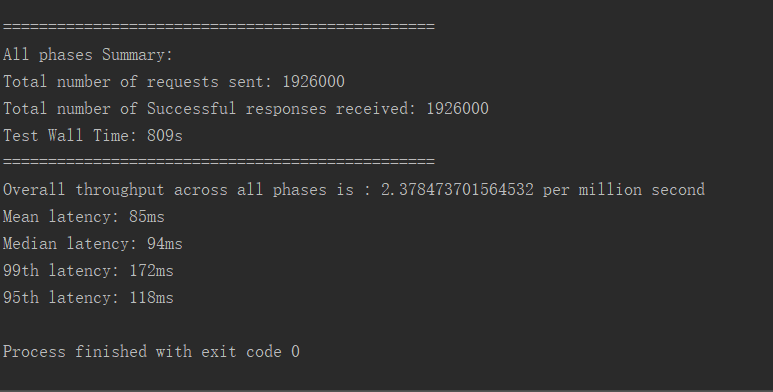 ================================================
All phases Summary:
Total number of requests sent: 1926000
Total number of Successful responses received: 1926000
Test Wall Time: 809s
================================================
Overall throughput across all phases is : 2.378473701564532 per million second
Mean latency: 85ms
Median latency: 94ms
99th latency: 172ms
95th latency: 118ms
Process finished with exit code 0